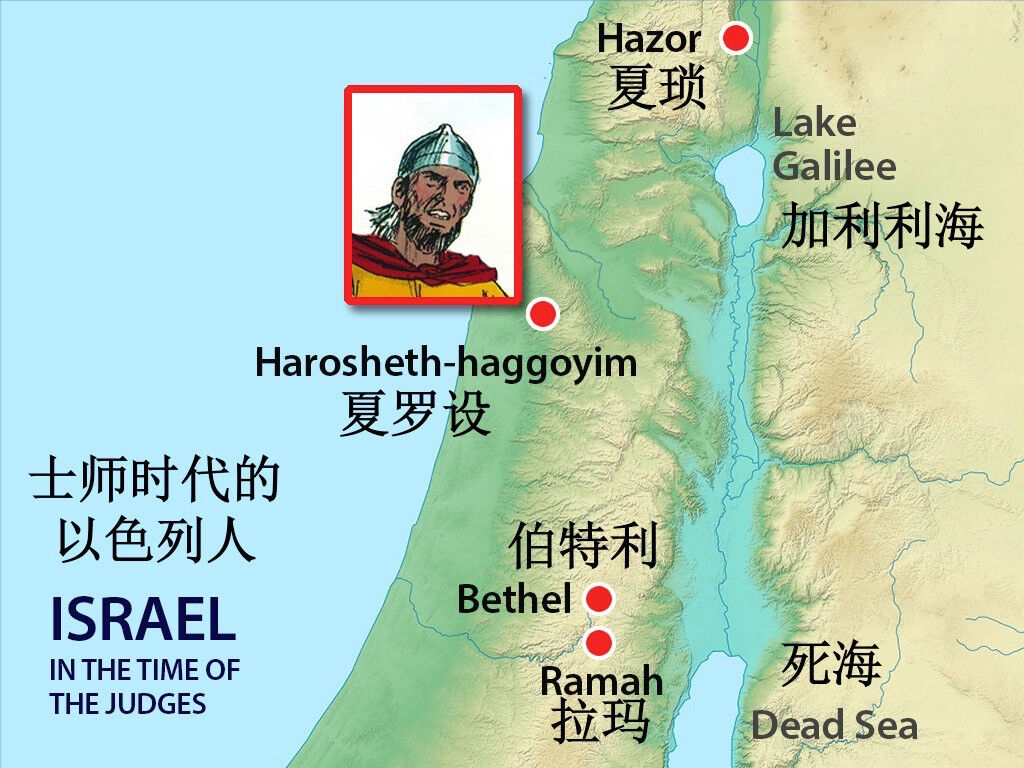 Hazor
夏琐
Lake
Galilee
加利利海
Harosheth-haggoyim
夏罗设
士师时代的
以色列人
ISRAEL
IN THE TIME OF
THE JUDGES
伯特利
Bethel
Ramah
拉玛
死海
Dead Sea